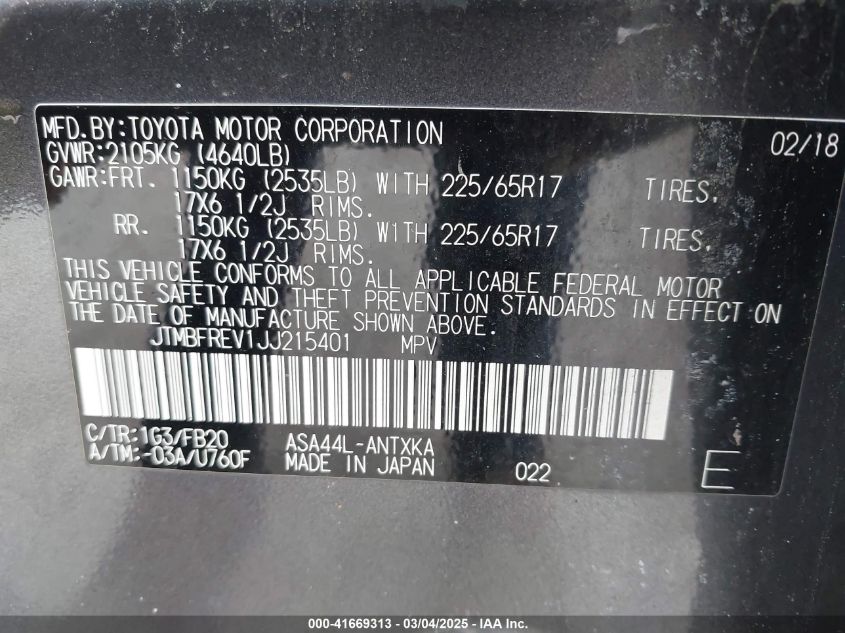 MFD.BY:TOYOTA MOTOR CORPORATION 02/18
GVWR:2105KG (4640LB)
GAWR:FRT. 1150KG (2535LB) WITH 225/65R17 TIRES,
17X6 1/2J RIMS.
RR. 1150KG (2535LB) WITH 225/65R17 TIRES,
17X6 1/2J RIMS.
THIS VEHICLE CONFORMS TO ALL APPLICABLE FEDERAL MOTOR
VEHICLE SAFETY AND THEFT PREVENTION STANDARDS IN EFFECT ON
THE DATE OF MANUFACTURE SHOWN ABOVE.
JTMBFREV1JJ215401 MPV
C/TR:1G3/FB20 ASA44L-ANTXKA
A/TM:-03A/U760F MADE IN JAPAN 022 E
000-41669313 - 03/04/2025 - IAA Inc.